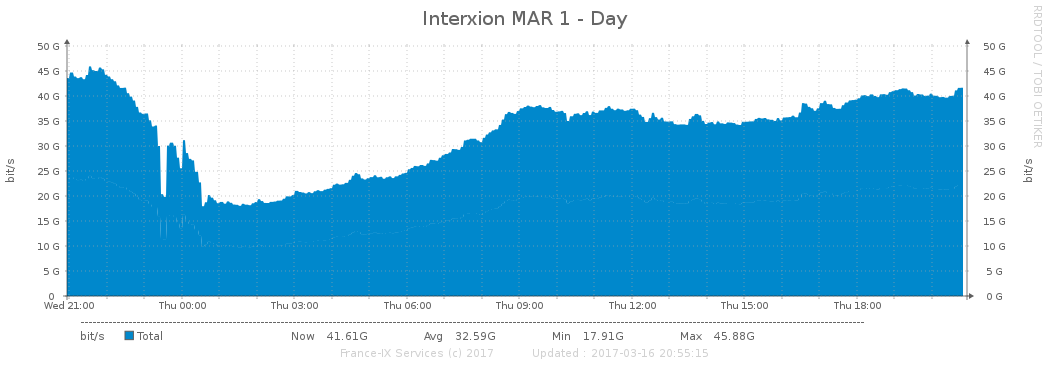 Interxion MAR 1 - Day
RRDTOOL / TOBI OETIKER
50 G 50 G
45 G 45 G
40 G 40 G
35 G 35 G
30 G 30 G
25 G 25 G
20 G 20 G
15 G 15 G
10 G 10 G
5 G 5 G
0 0 G
bit/s bit/s
Wed 21:00 Thu 00:00 Thu 03:00 Thu 06:00 Thu 09:00 Thu 12:00 Thu 15:00 Thu 18:00
bit/s Total Now 41.61G Avg 32.59G Min 17.91G Max 45.88G
France-IX Services (c) 2017 Updated : 2017-03-16 20:55:15